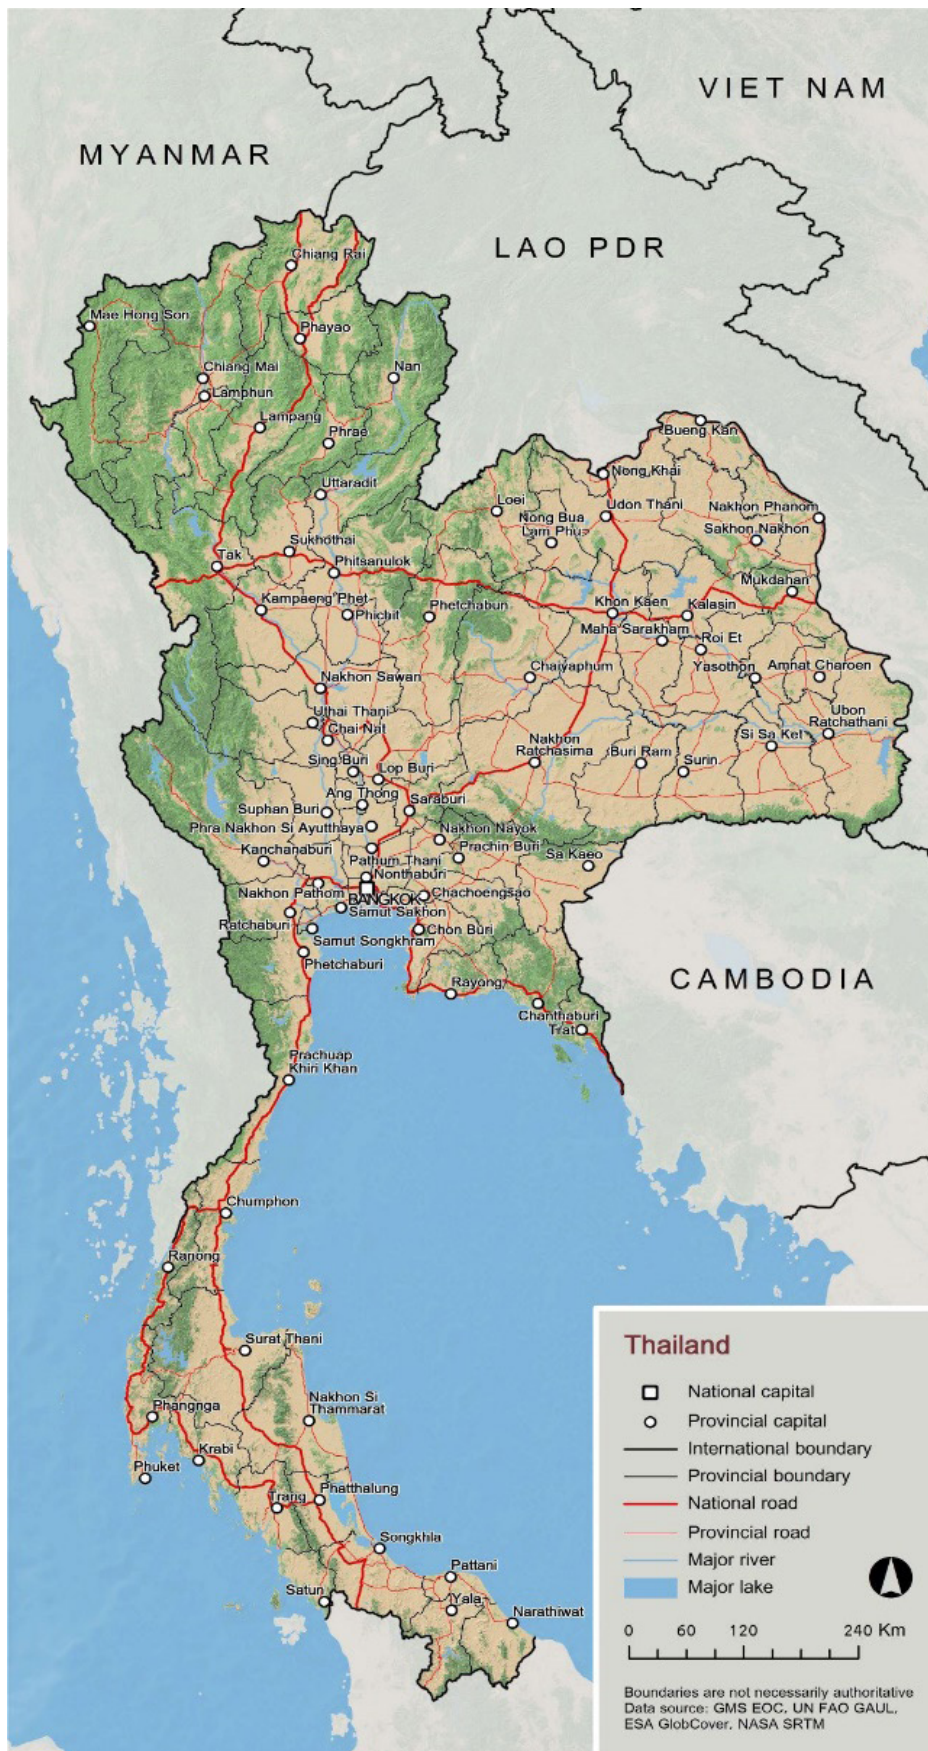 VIET NAM
MYANMAR
LAO PDR
Chiang Rai
Mae Hong Son
Phayao
Chiang Mai
Nan
Lamphun
Lampang
Phrae
Bueng Kan
Nong Khai
Uttaradit
Loei
Udon Thani
Nakhon Phanom
Nong Bua
Lam Phu
Sakhon Nakhon
Sukhothai
Tak
Phitsanulok
Mukdahan
Kampaeng Phet
Phichit
Phetchabun
Khon Kaen
Kalasin
Maha Sarakham
Roi Et
Chaiyaphum
Yasothon
Amnat Charoen
Nakhon Sawan
Uthai Thani
Chai Nat
Ubon
Ratchathani
Si Sa Ket
Nakhon
Ratchasima
Buri Ram
Surin
Sing Buri
Lop Buri
Ang Thong
Suphan Buri
Saraburi
Phra Nakhon Si Ayutthaya
Nakhon Nayok
Kanchanaburi
Pathum Thani
Prachin Buri
Sa Kaeo
Nonthaburi
Nakhon Pathom
BANGKOK
Chachoengsao
Samut Sakhon
Ratchaburi
Samut Songkhram
Chon Buri
Phetchaburi
CAMBODIA
Rayong
Chanthaburi
Trat
Prachuap
Khiri Khan
Chumphon
Ranong
Surat Thani
Nakhon Si
Thammarat
Phangnga
Krabi
Phuket
Phatthalung
Trang
Songkhla
Pattani
Satun
Yala
Narathiwat
Thailand
National capital
Provincial capital
International boundary
Provincial boundary
National road
Provincial road
Major river
Major lake
0 60 120 240 Km
Boundaries are not necessarily authoritative
Data source: GMS EOC, UN FAO GAUL,
ESA GlobCover, NASA SRTM